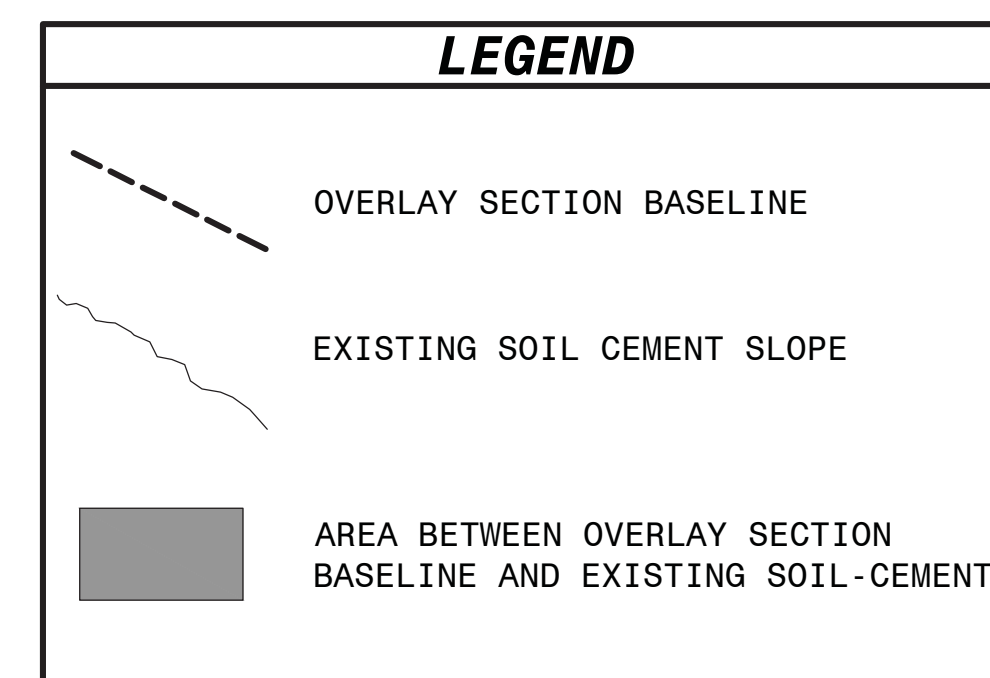 LEGEND
OVERLAY SECTION BASELINE
EXISTING SOIL CEMENT SLOPE
AREA BETWEEN OVERLAY SECTION
BASELINE AND EXISTING SOIL-CEMENT